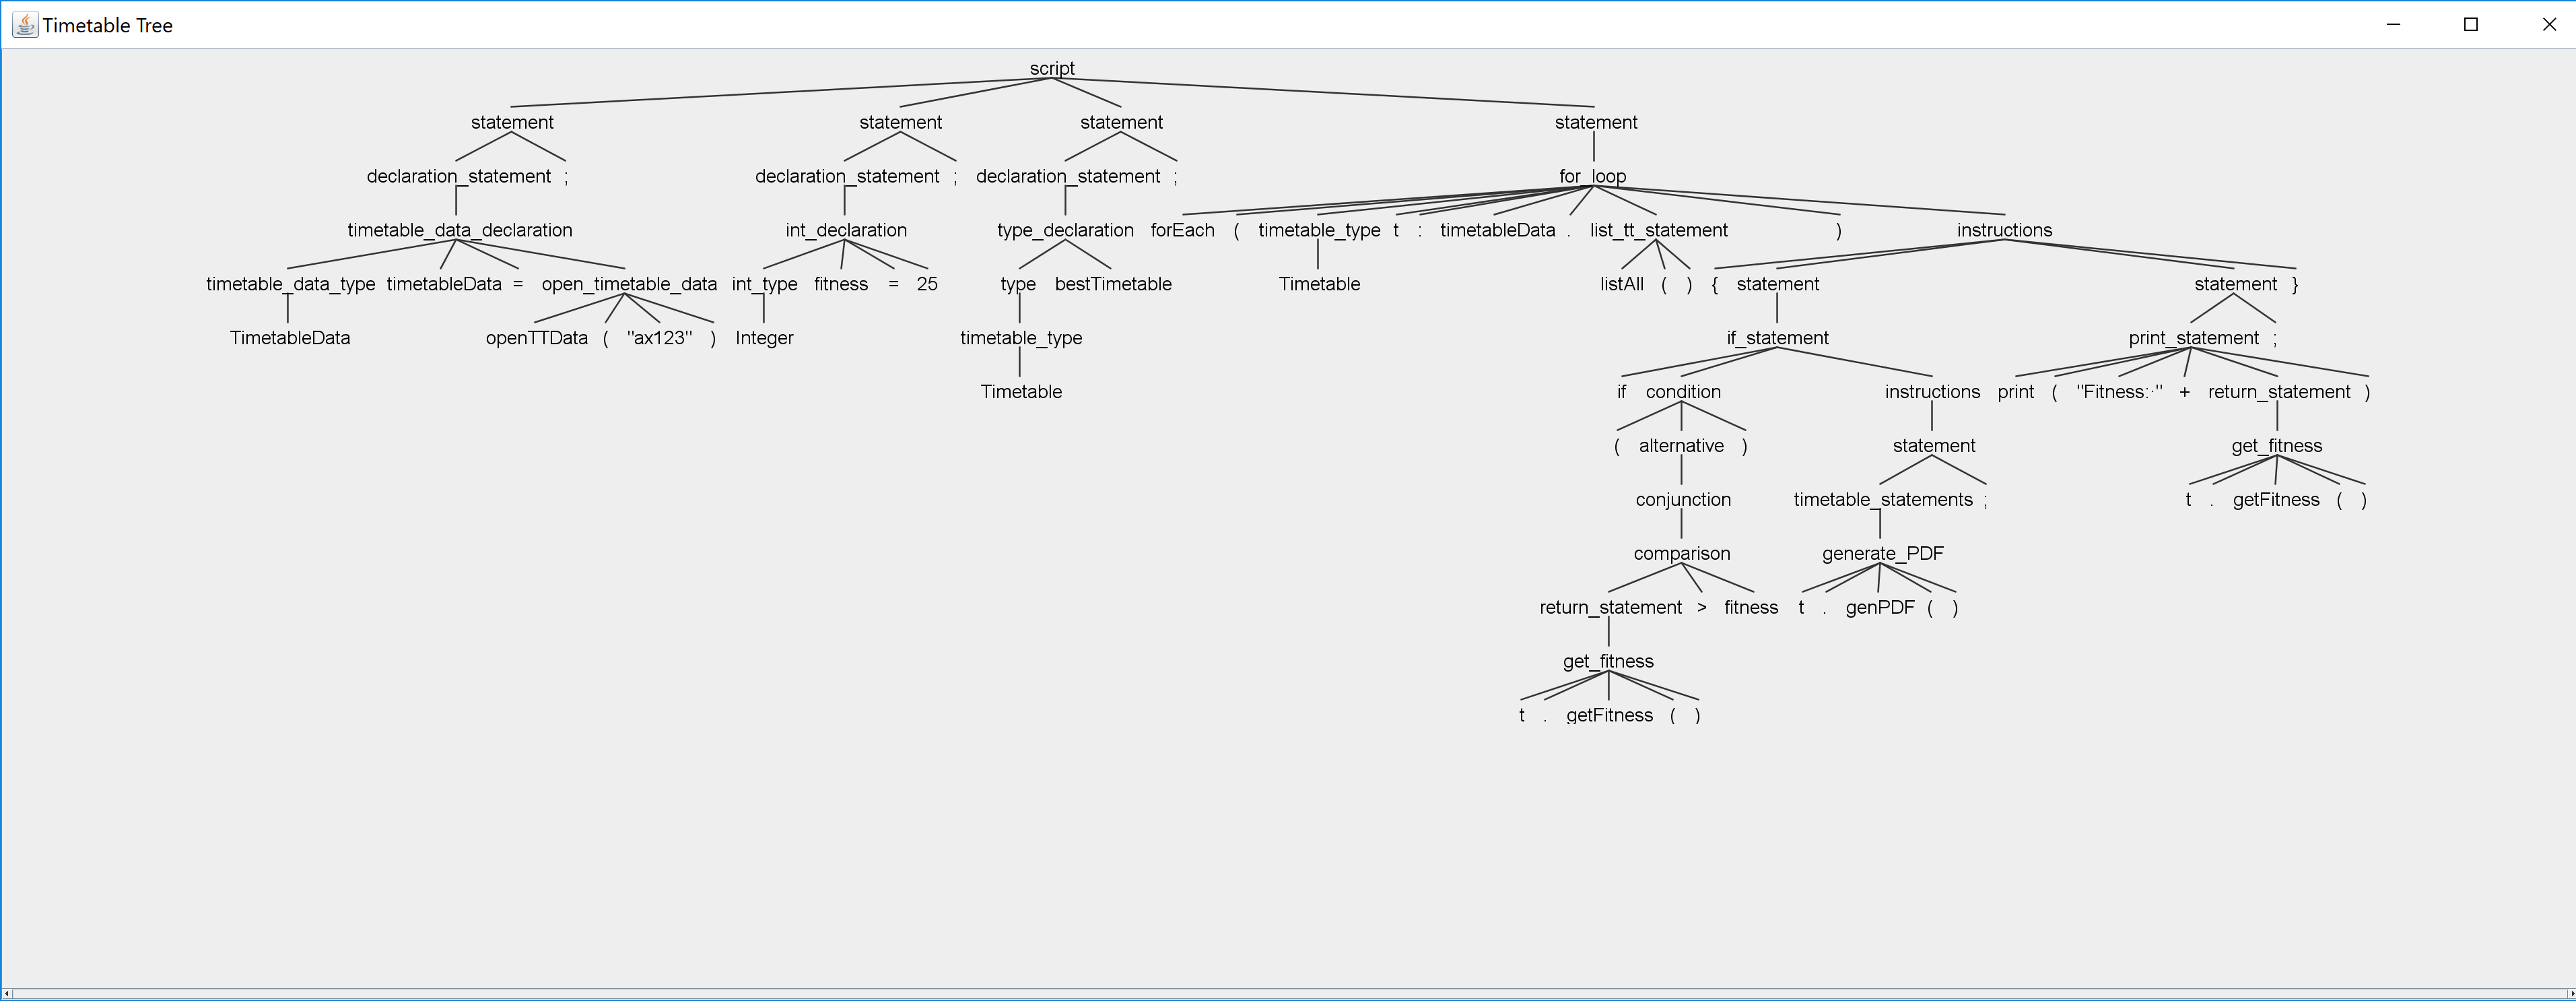 Timetable Tree
script
statement statement statement statement
declaration_statement ; declaration_statement ; declaration_statement ; for_loop
timetable_data_declaration int_declaration type_declaration forEach ( timetable_type t : timetableData . list_tt_statement ) instructions
timetable_data_type timetableData = open_timetable_data int_type fitness = 25 type bestTimetable Timetable listAll ( ) { statement statement }
TimetableData openTTData ( "ax123" ) Integer timetable_type if_statement print_statement ;
Timetable if condition instructions print ( "Fitness:·" + return_statement )
( alternative ) statement get_fitness
conjunction timetable_statements ; t . getFitness ( )
comparison generate_PDF
return_statement > fitness t . genPDF ( )
get_fitness
t . getFitness ( )